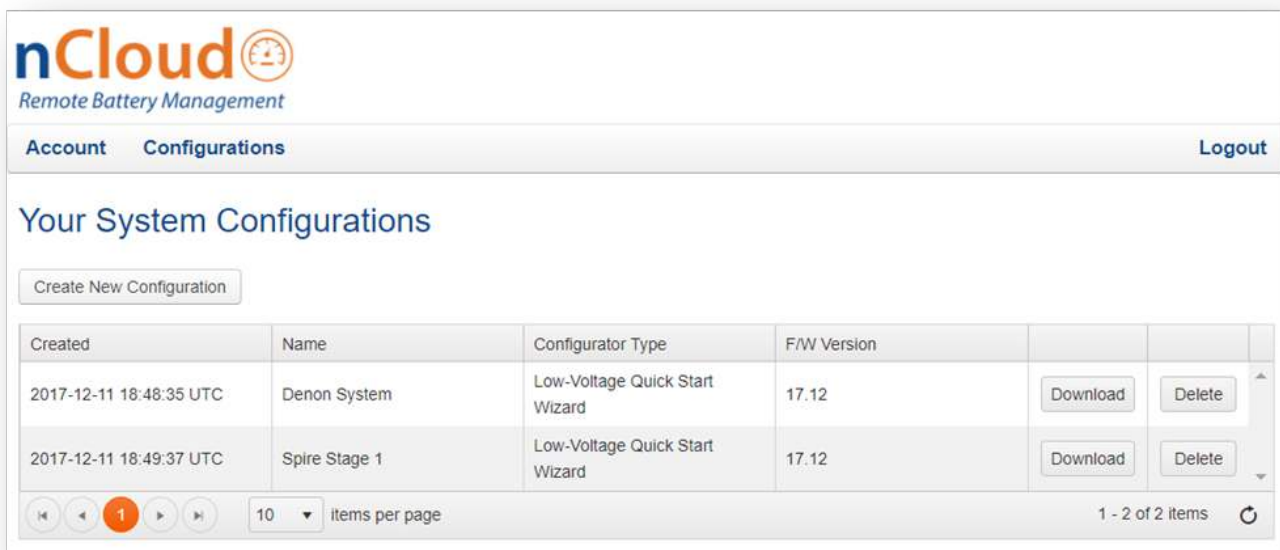 nCloud
Remote Battery Management
Account Configurations Logout
Your System Configurations
Create New Configuration
Created Name Configurator Type F/W Version
2017-12-11 18:48:35 UTC Denon System Low-Voltage Quick Start Wizard 17.12 Download Delete
2017-12-11 18:49:37 UTC Spire Stage 1 Low-Voltage Quick Start Wizard 17.12 Download Delete
1 10 items per page 1 - 2 of 2 items